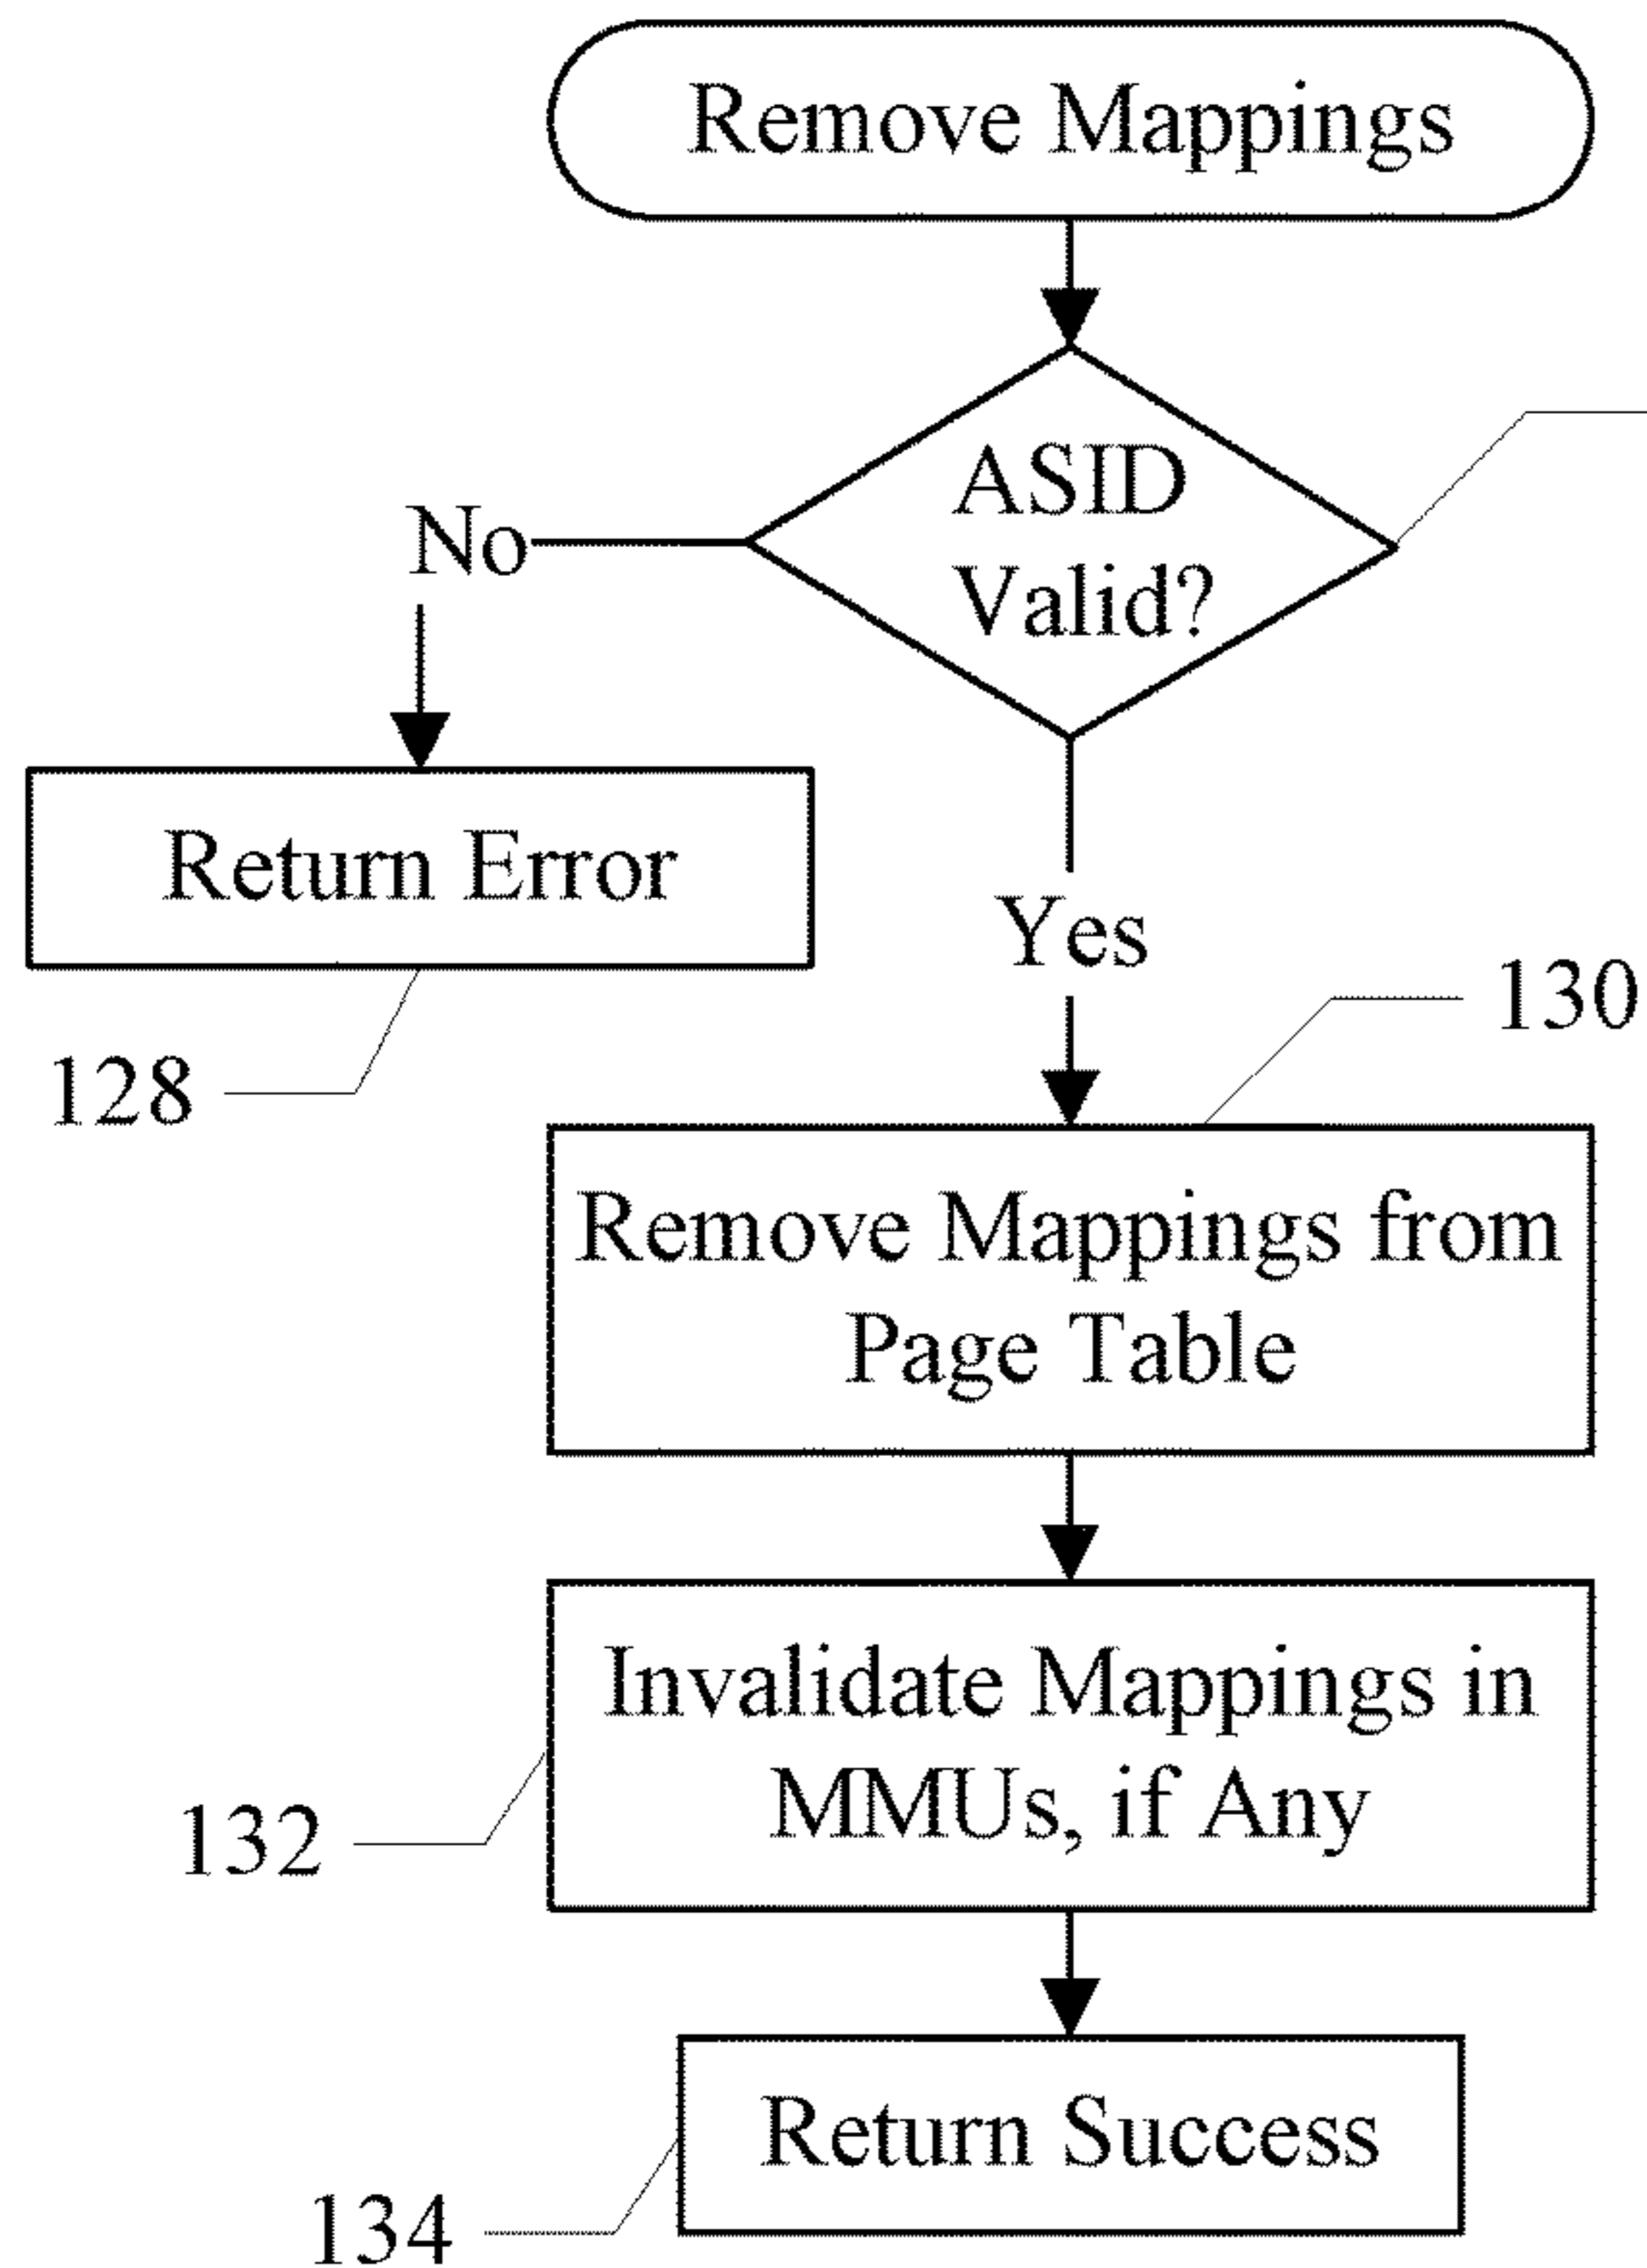 Remove Mappings
ASID
Valid?
No
Return Error
Yes
130
128
Remove Mappings from
Page Table
Invalidate Mappings in
MMUs, if Any
132
Return Success
134